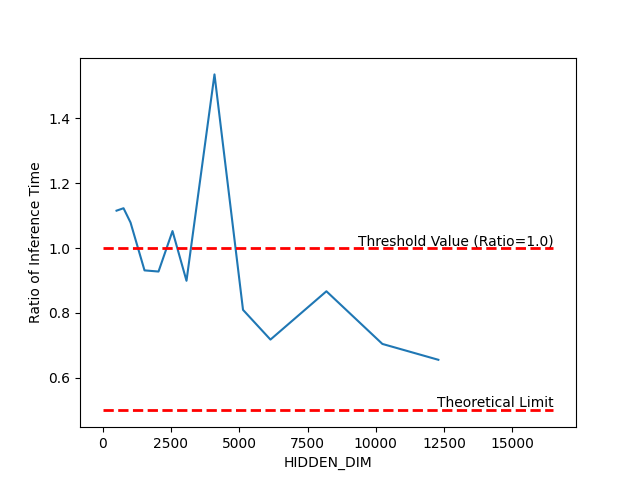 1.4
1.2
1.0
0.8
0.6
Ratio of Inference Time
Threshold Value (Ratio=1.0)
Theoretical Limit
0 2500 5000 7500 10000 12500 15000
HIDDEN_DIM